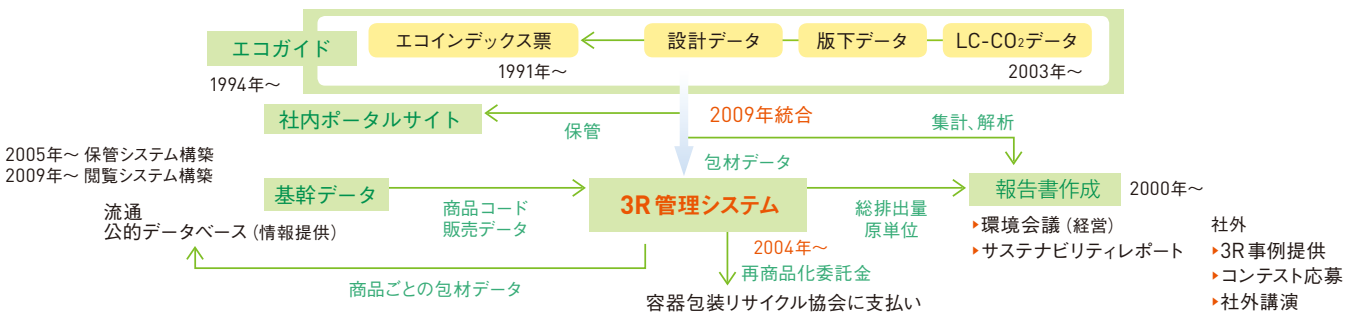 エコガイド
1994年～
エコインデックス票
設計データ
版下データ
LC-CO₂データ
1991年～
2003年～
社内ポータルサイト
保管
2009年統合
集計、解析
2005年～ 保管システム構築
2009年～ 閲覧システム構築
包材データ
基幹データ
商品コード
販売データ
3R 管理システム
2004年～
総排出量
原単位
報告書作成
2000年～
流通
公的データベース（情報提供）
商品ごとの包材データ
再商品化委託金
容器包装リサイクル協会に支払い
▸環境会議（経営）
▸サステナビリティレポート
社外
▸3R 事例提供
▸コンテスト応募
▸社外講演